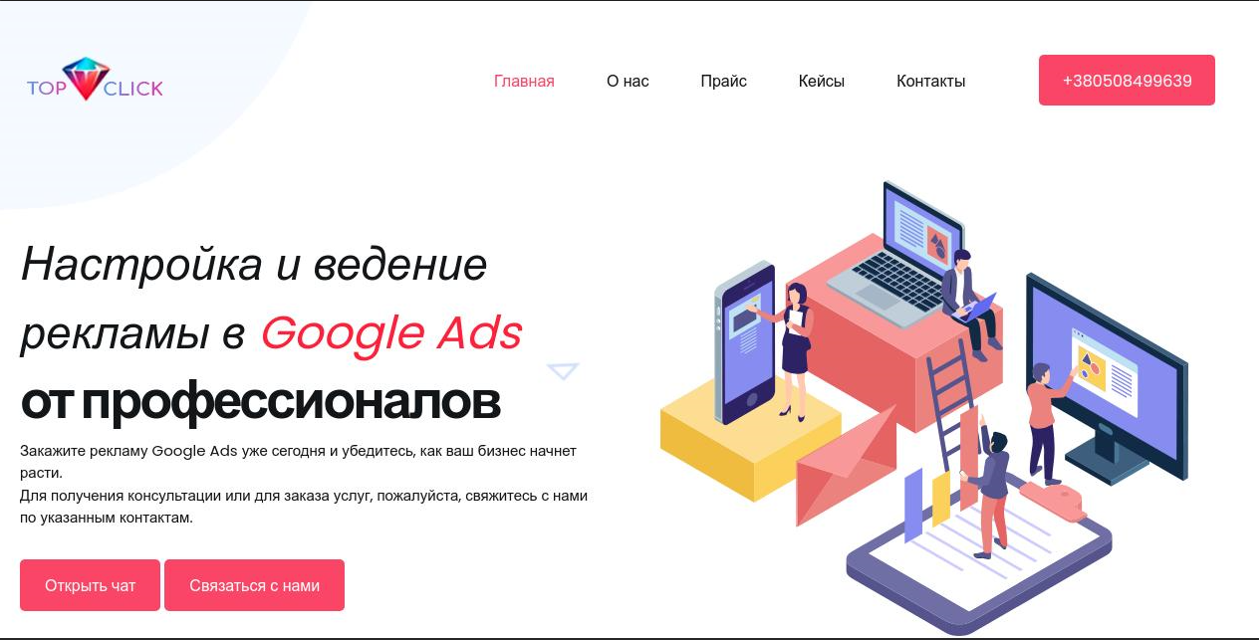 TOP CLICK
Главная О нас Прайс Кейсы Контакты +380508499639
Настройка и ведение
рекламы в Google Ads
от профессионалов
Закажите рекламу Google Ads уже сегодня и убедитесь, как ваш бизнес начнет
расти.
Для получения консультации или для заказа услуг, пожалуйста, свяжитесь с нами
по указанным контактам.
Открыть чат Связаться с нами